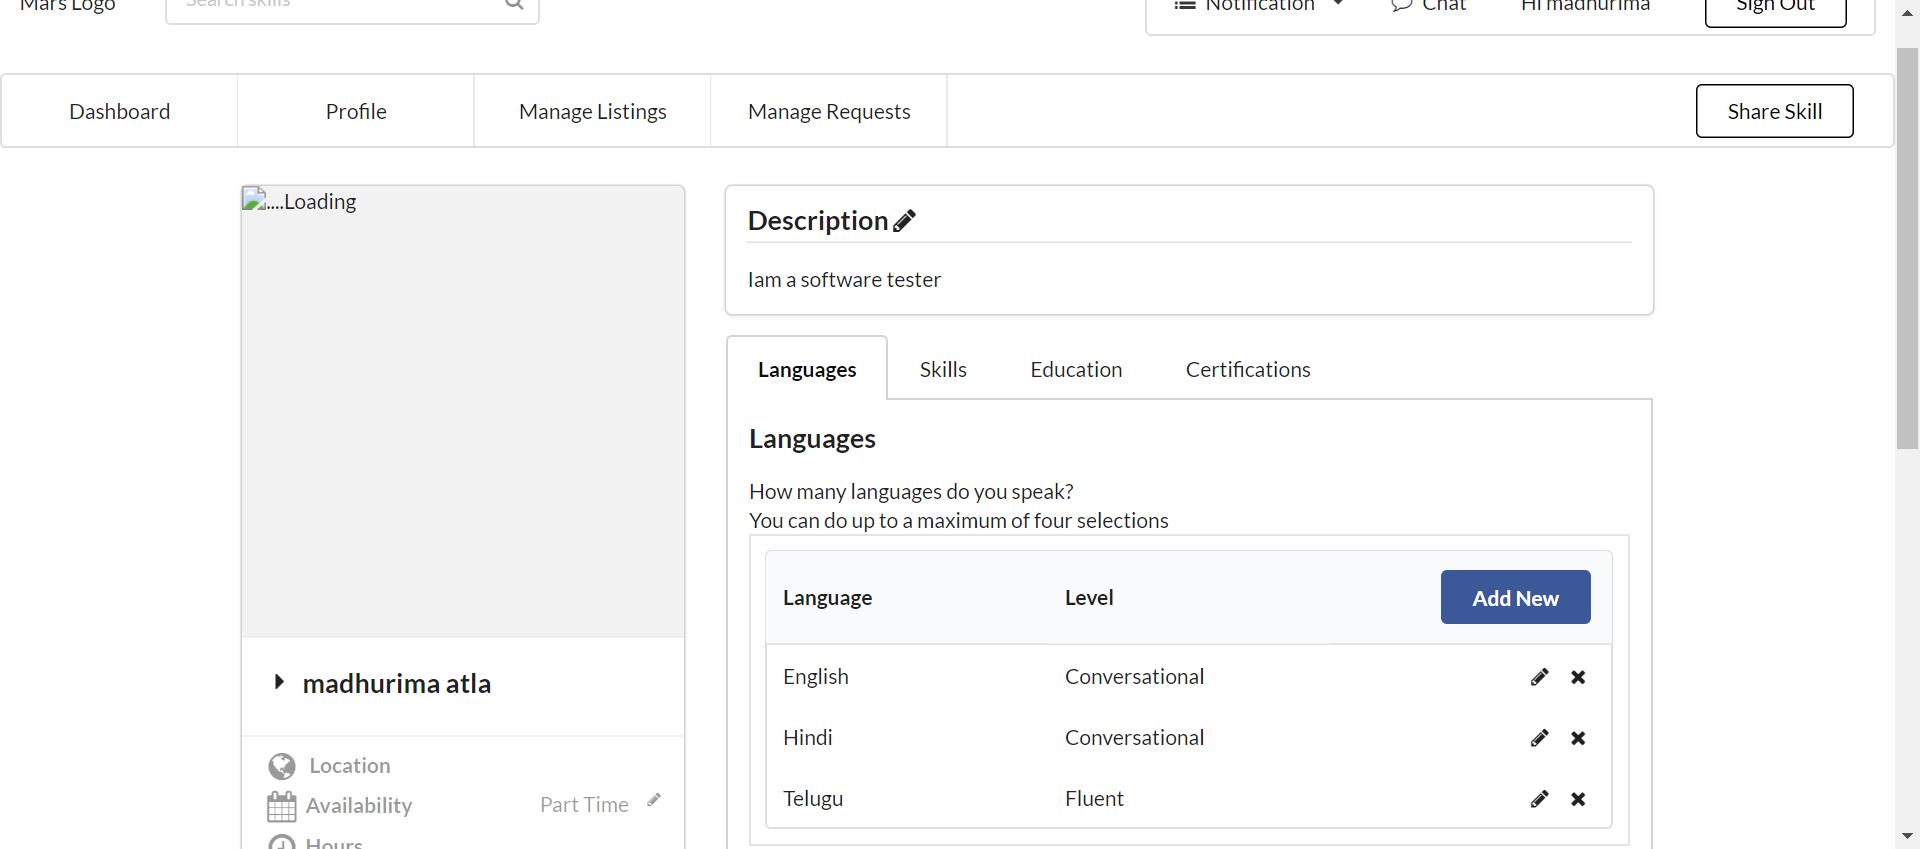 Mars Logo
Search skills
Notification
Chat
Hi madhurima
Sign Out
Dashboard
Profile
Manage Listings
Manage Requests
Share Skill
....Loading
madhurima atla
Location
Availability
Part Time
Hours
Description
Iam a software tester
Languages
Skills
Education
Certifications
Languages
How many languages do you speak?
You can do up to a maximum of four selections
Language Level Add New
English Conversational
Hindi Conversational
Telugu Fluent